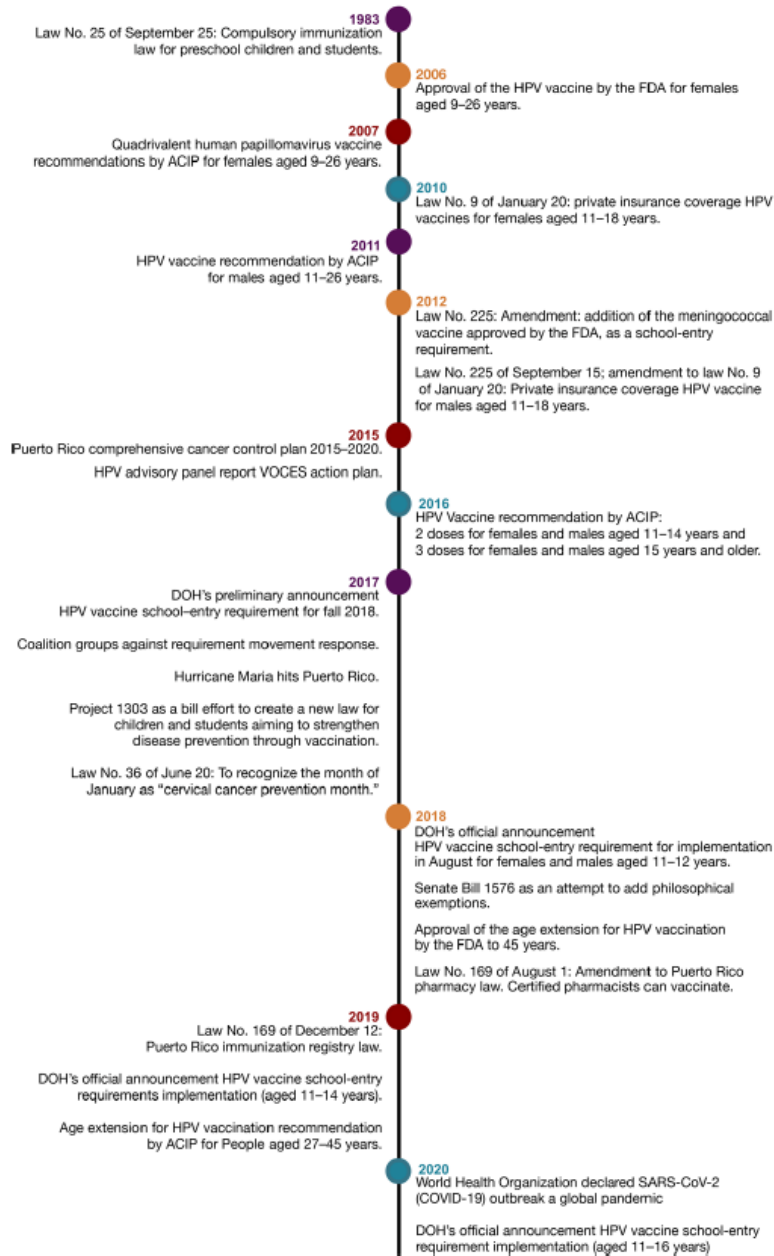 1983
Law No. 25 of September 25: Compulsory immunization
law for preschool children and students.
2006
Approval of the HPV vaccine by the FDA for females
aged 9–26 years.
2007
Quadrivalent human papillomavirus vaccine
recommendations by ACIP for females aged 9–26 years.
2010
Law No. 9 of January 20: private insurance coverage HPV
vaccines for females aged 11–18 years.
2011
HPV vaccine recommendation by ACIP
for males aged 11–26 years.
2012
Law No. 225: Amendment: addition of the meningococcal
vaccine approved by the FDA, as a school-entry
requirement.
Law No. 225 of September 15; amendment to law No. 9
of January 20: Private insurance coverage HPV vaccine
for males aged 11–18 years.
2015
Puerto Rico comprehensive cancer control plan 2015–2020.
HPV advisory panel report VOCES action plan.
2016
HPV Vaccine recommendation by ACIP:
2 doses for females and males aged 11–14 years and
3 doses for females and males aged 15 years and older.
2017
DOH's preliminary announcement
HPV vaccine school–entry requirement for fall 2018.
Coalition groups against requirement movement response.
Hurricane Maria hits Puerto Rico.
Project 1303 as a bill effort to create a new law for
children and students aiming to strengthen
disease prevention through vaccination.
Law No. 36 of June 20: To recognize the month of
January as “cervical cancer prevention month.”
2018
DOH's official announcement
HPV vaccine school-entry requirement for implementation
in August for females and males aged 11–12 years.
Senate Bill 1576 as an attempt to add philosophical
exemptions.
Approval of the age extension for HPV vaccination
by the FDA to 45 years.
Law No. 169 of August 1: Amendment to Puerto Rico
pharmacy law. Certified pharmacists can vaccinate.
2019
Law No. 169 of December 12:
Puerto Rico immunization registry law.
DOH's official announcement HPV vaccine school-entry
requirements implementation (aged 11–14 years).
Age extension for HPV vaccination recommendation
by ACIP for People aged 27–45 years.
2020
World Health Organization declared SARS-CoV-2
(COVID-19) outbreak a global pandemic
DOH's official announcement HPV vaccine school-entry
requirement implementation (aged 11–16 years)